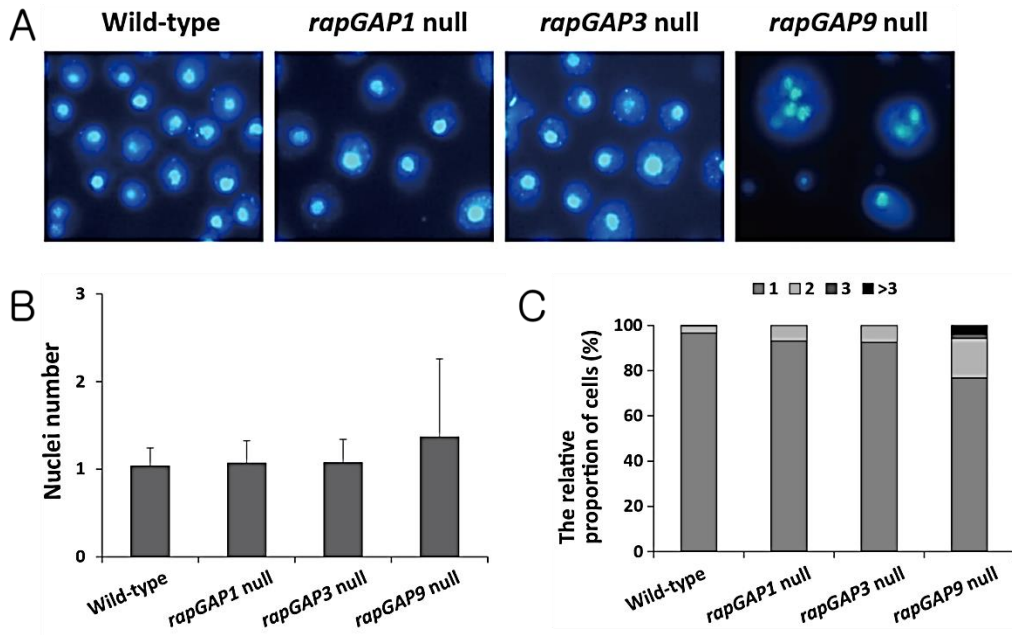 A
Wild-type
rapGAP1 null
rapGAP3 null
rapGAP9 null
B
Nuclei number
3
2
1
0
Wild-type
rapGAP1 null
rapGAP3 null
rapGAP9 null
C
1 2 3 >3
The relative
proportion of cells (%)
100
80
60
40
20
0
Wild-type
rapGAP1 null
rapGAP3 null
rapGAP9 null